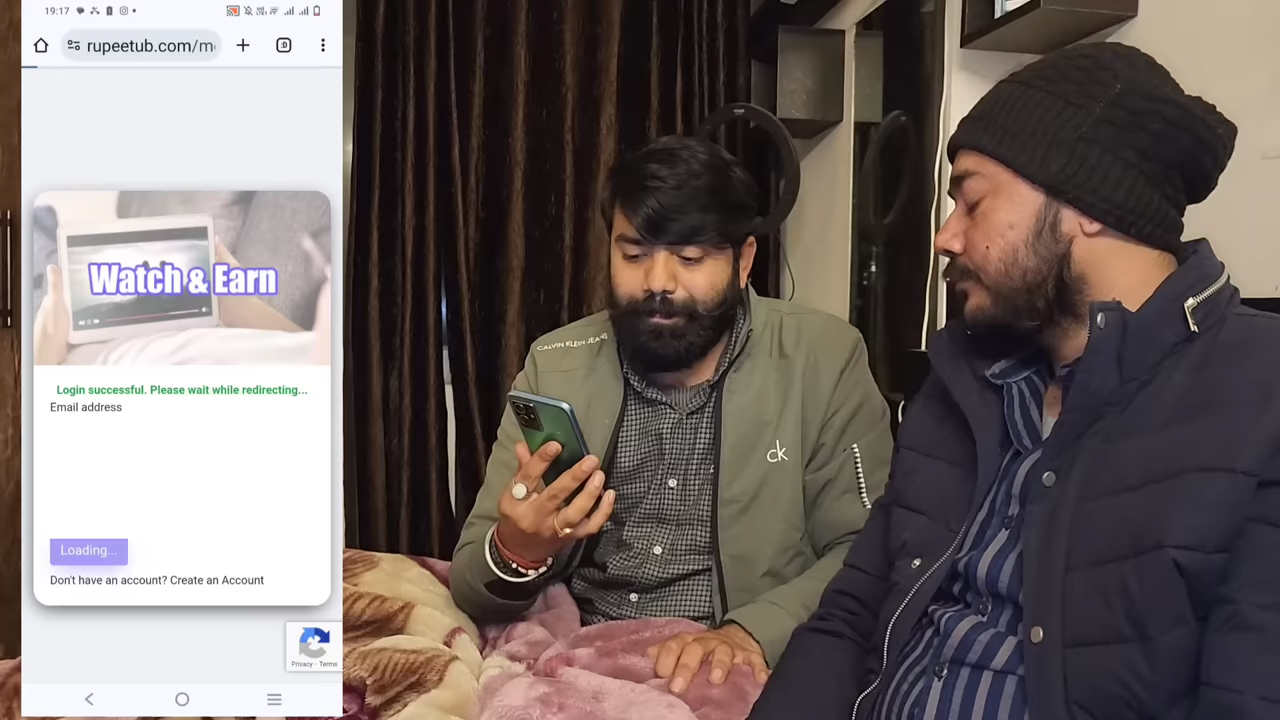 19:17
rupeetub.com/m
Watch & Earn
Login successful. Please wait while redirecting...
Email address
Loading...
Don't have an account? Create an Account
Privacy - Terms
CALVIN KLEIN JEANS
ck